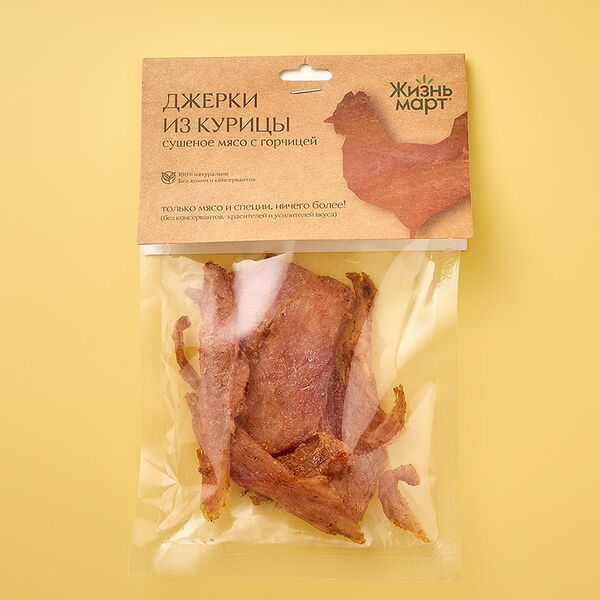 ДЖЕРКИ
ИЗ КУРИЦЫ
сушеное мясо с горчицей
100% натурально
Без химии и консервантов
только мясо и специи, ничего более!
(без консервантов, красителей и усилителей вкуса)
Жизнь
март®